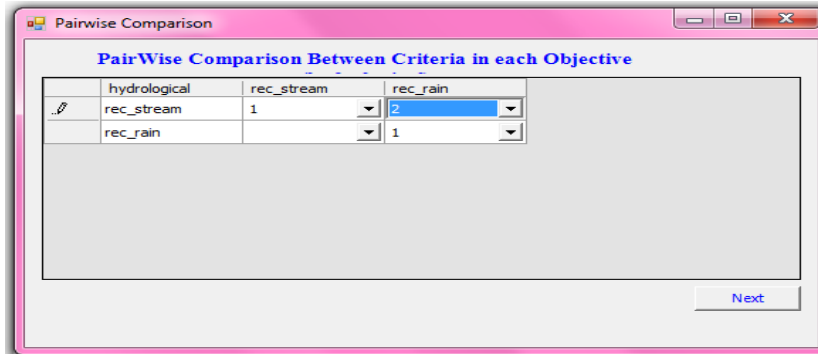 Pairwise Comparison
PairWise Comparison Between Criteria in each Objective
hydrological rec_stream rec_rain
rec_stream 1 2
rec_rain 1
Next